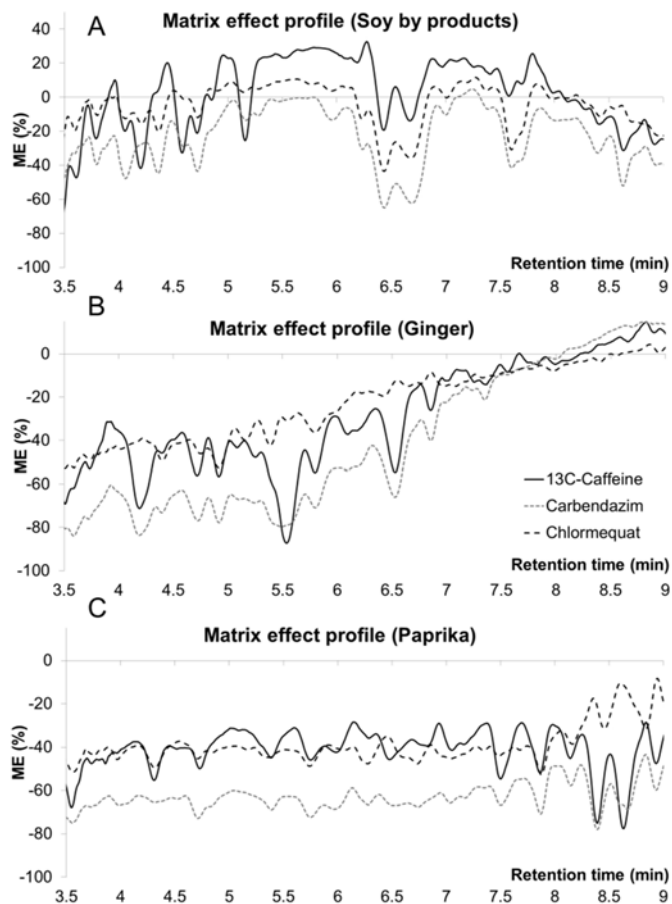 A
Matrix effect profile (Soy by products)
40
20
0
-20
-40
-60
-80
-100
ME (%)
Retention time (min)
3.5 4 4.5 5 5.5 6 6.5 7 7.5 8 8.5 9
B
Matrix effect profile (Ginger)
0
-20
-40
-60
-80
-100
ME (%)
13C-Caffeine
Carbendazim
Chlormequat
Retention time (min)
3.5 4 4.5 5 5.5 6 6.5 7 7.5 8 8.5 9
C
Matrix effect profile (Paprika)
0
-20
-40
-60
-80
-100
ME (%)
Retention time (min)
3.5 4 4.5 5 5.5 6 6.5 7 7.5 8 8.5 9